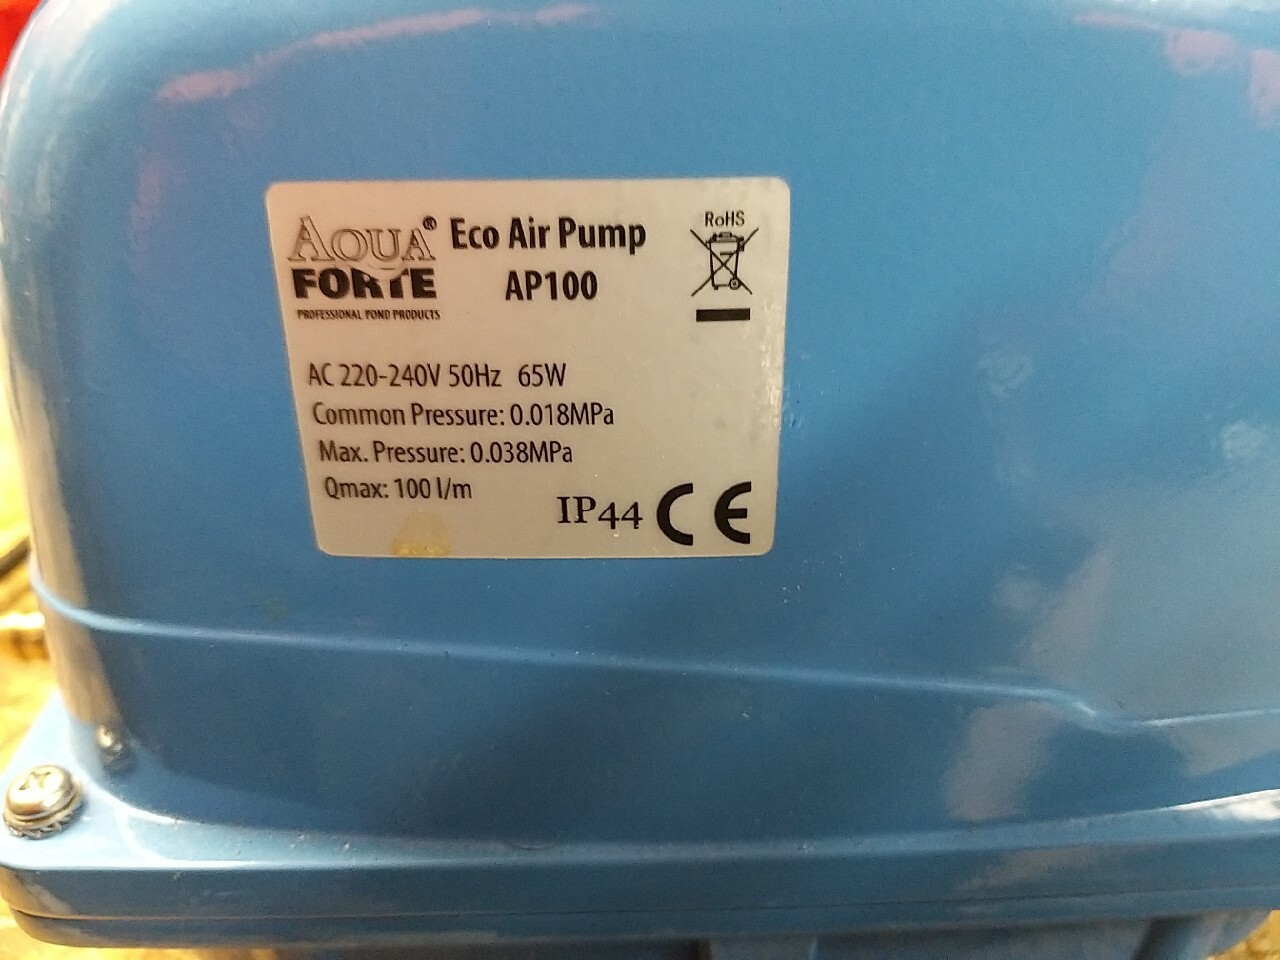 AQUA® Eco Air Pump
FORTE AP100
PROFESSIONAL POND PRODUCTS
RoHS
AC 220-240V 50Hz 65W
Common Pressure: 0.018MPa
Max. Pressure: 0.038MPa
Qmax: 100 l/m
IP44 CE